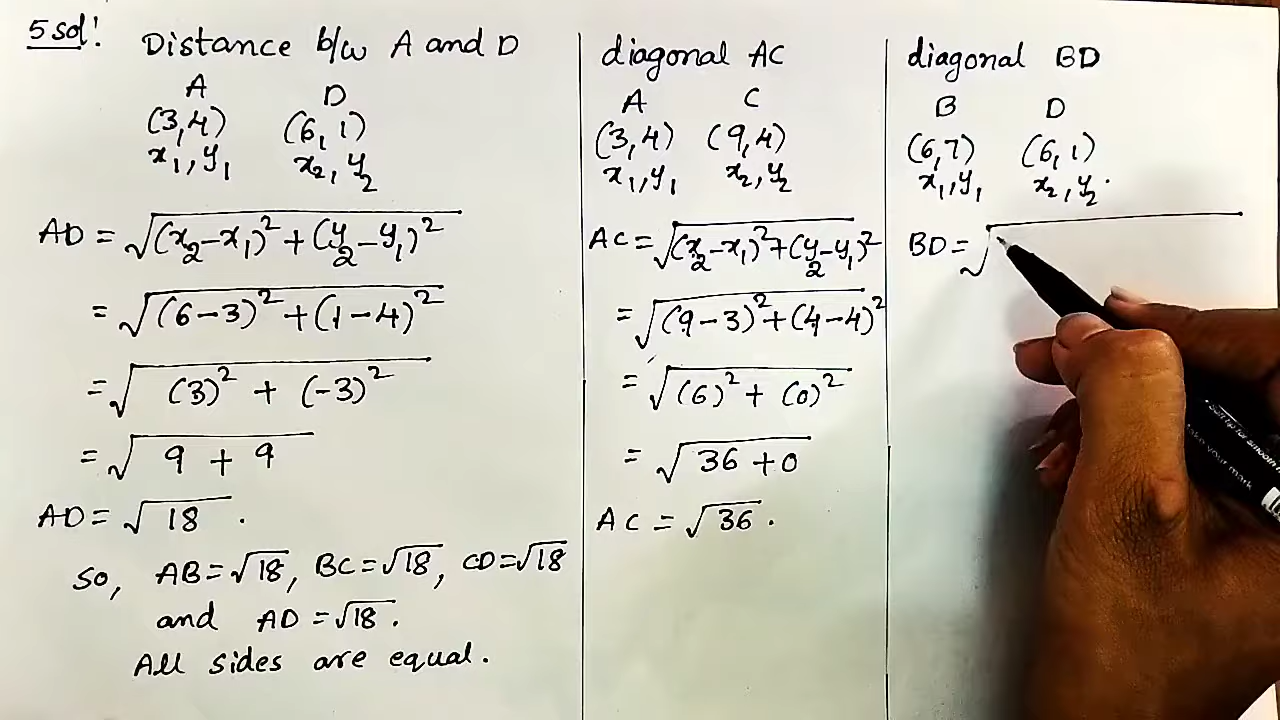 5 sol! Distance b/w A and D
A D
(3,4) (6,1)
x₁,y₁ x₂,y₂
AD = √(x₂-x₁)²+(y₂-y₁)²
= √(6-3)²+(1-4)²
= √(3)² + (-3)²
= √9 + 9
AD = √18 .
So, AB=√18, BC=√18, CD=√18
and AD=√18.
All sides are equal.
diagonal AC
A C
(3,4) (9,4)
x₁,y₁ x₂,y₂
AC=√(x₂-x₁)²+(y₂-y₁)²
=√(9-3)²+(4-4)²
=√(6)²+(0)²
= √36+0
AC = √36.
diagonal BD
B D
(6,7) (6,1)
x₁,y₁ x₂,y₂.
BD=√
your mark